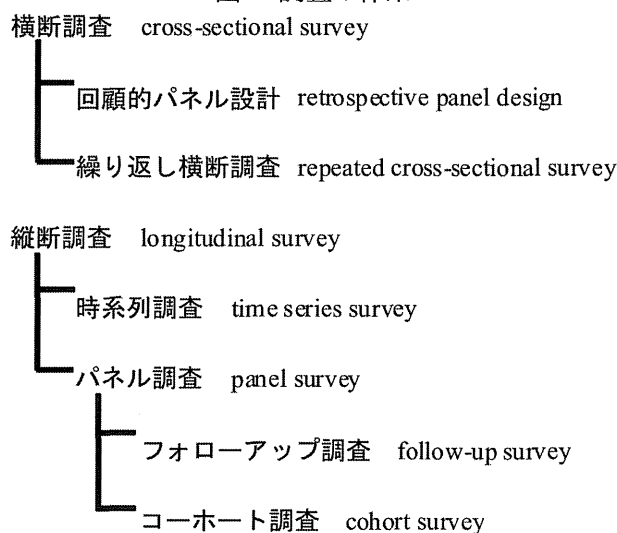 横断調査 cross-sectional survey
回顧的パネル設計 retrospective panel design
繰り返し横断調査 repeated cross-sectional survey
縦断調査 longitudinal survey
時系列調査 time series survey
パネル調査 panel survey
フォローアップ調査 follow-up survey
コーホート調査 cohort survey